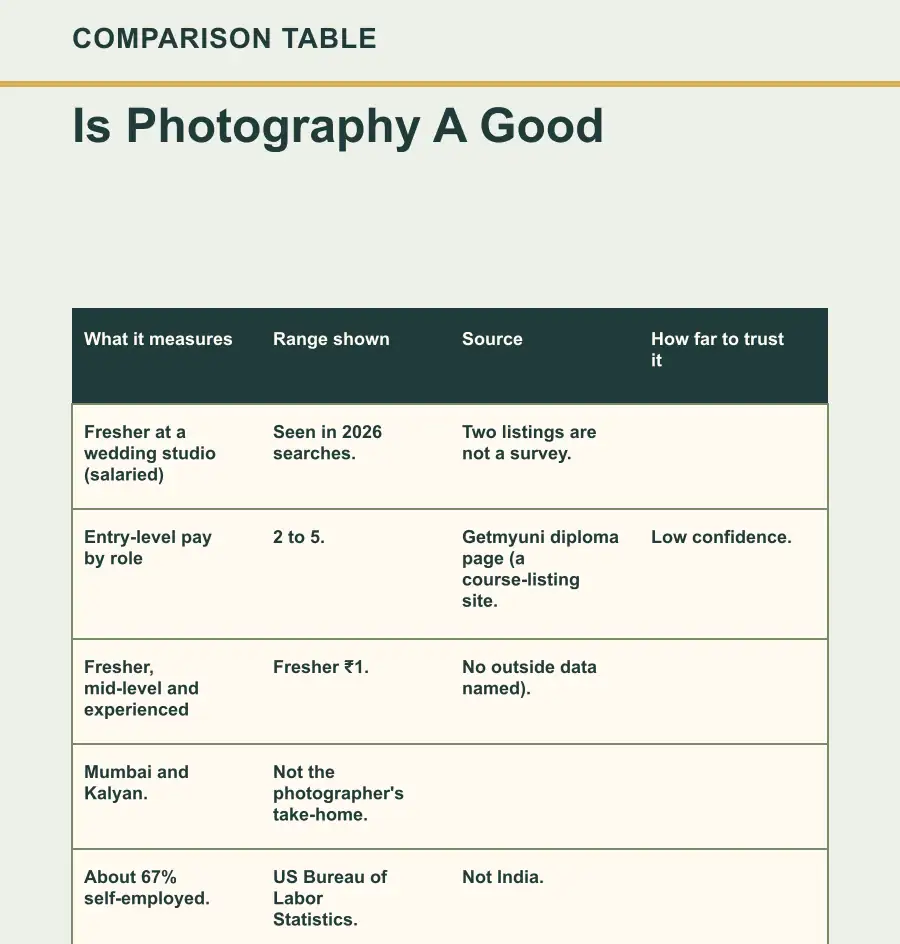 COMPARISON TABLE
Is Photography A Good
What it measures
Range shown
Source
How far to trust
it
Fresher at a
wedding studio
(salaried)
Seen in 2026
searches.
Two listings are
not a survey.
Entry-level pay
by role
2 to 5.
Getmyuni diploma
page (a
course-listing
site.
Low confidence.
Fresher,
mid-level and
experienced
Fresher ₹1.
No outside data
named).
Mumbai and
Kalyan.
Not the
photographer's
take-home.
About 67%
self-employed.
US Bureau of
Labor
Statistics.
Not India.